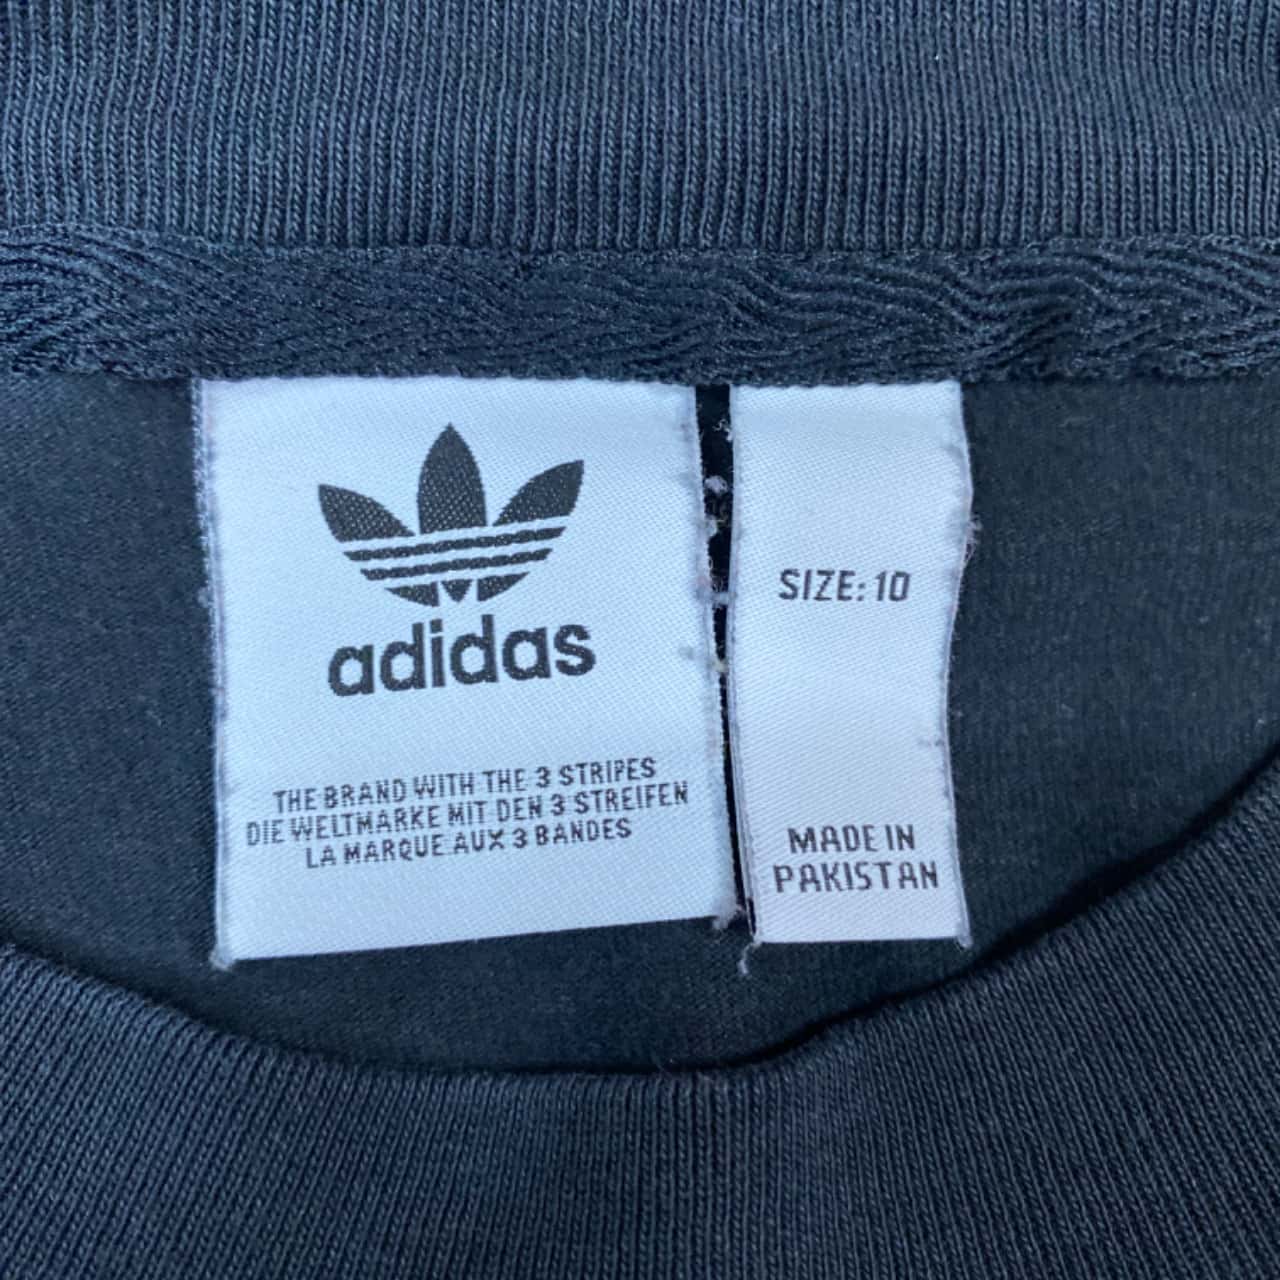 adidas
THE BRAND WITH THE 3 STRIPES
DIE WELTMARKE MIT DEN 3 STREIFEN
LA MARQUE AUX 3 BANDES
SIZE: 10
MADE IN
PAKISTAN